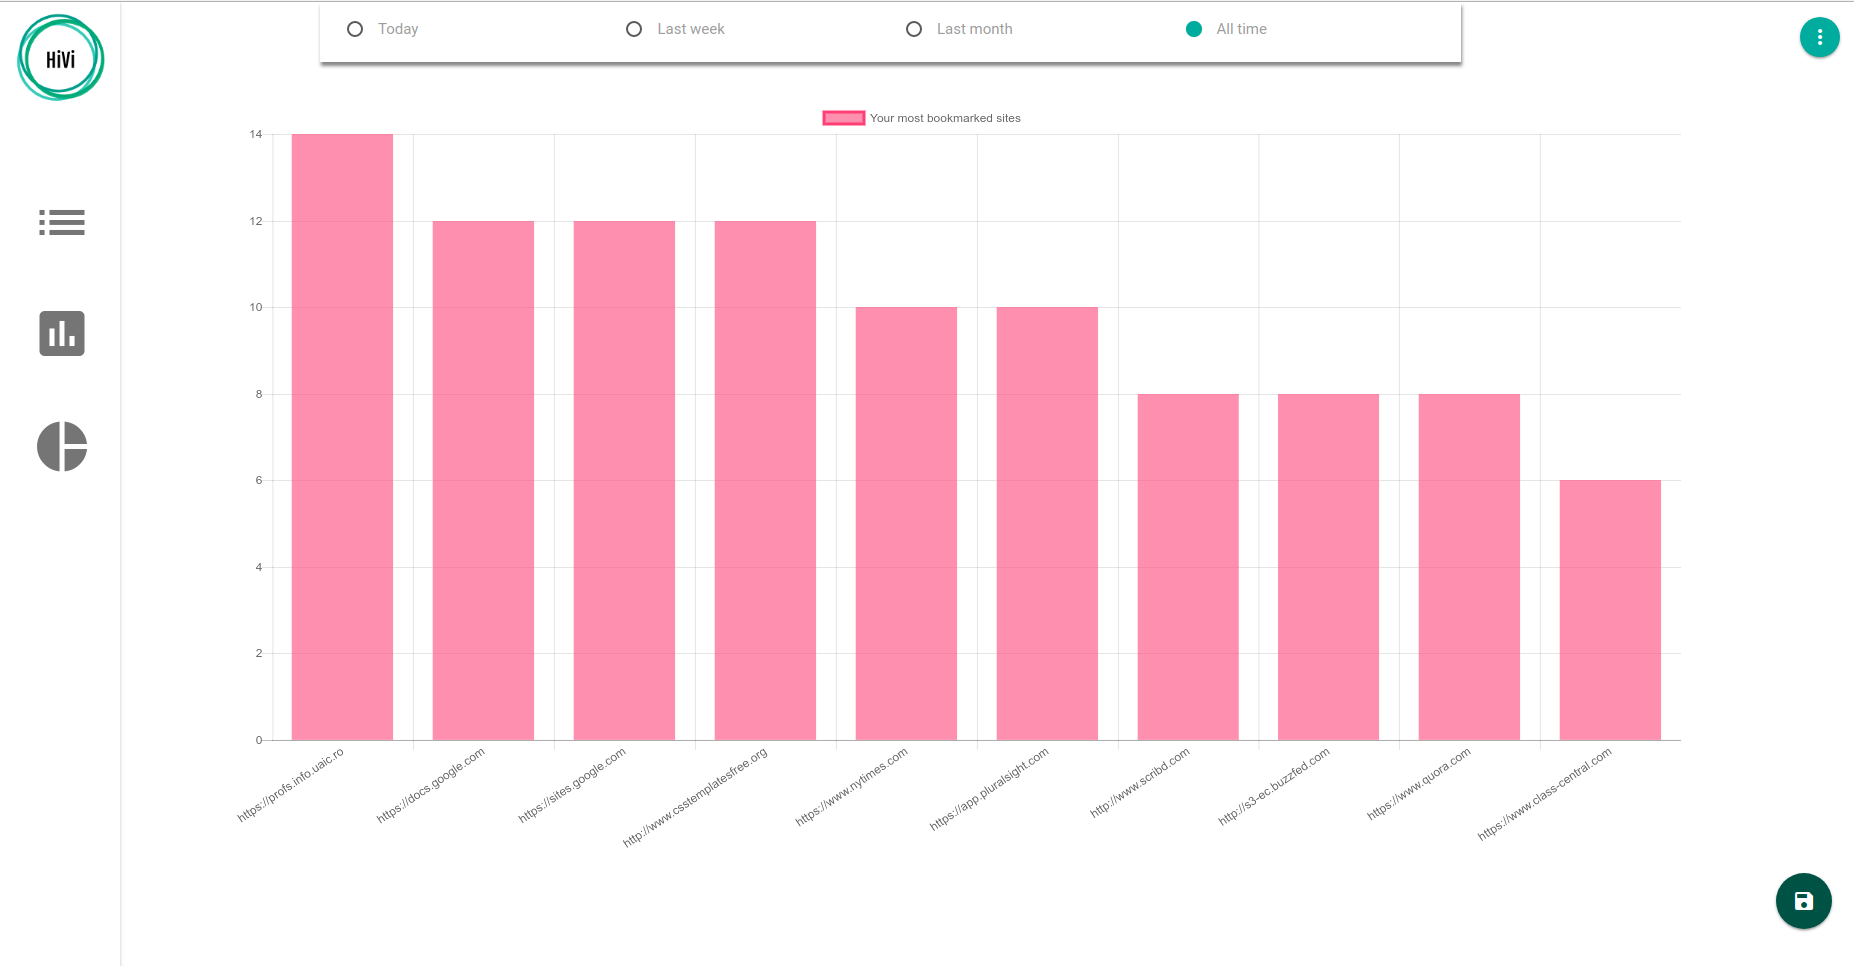 HiVi
Today
Last week
Last month
All time
Your most bookmarked sites
14
12
10
8
6
4
2
0
https://profs.info.uaic.ro
https://docs.google.com
https://sites.google.com
http://www.csstemplatesfree.org
https://www.nytimes.com
https://app.pluralsight.com
http://www.scribd.com
http://s3-ec.buzzfed.com
https://www.quora.com
https://www.class-central.com